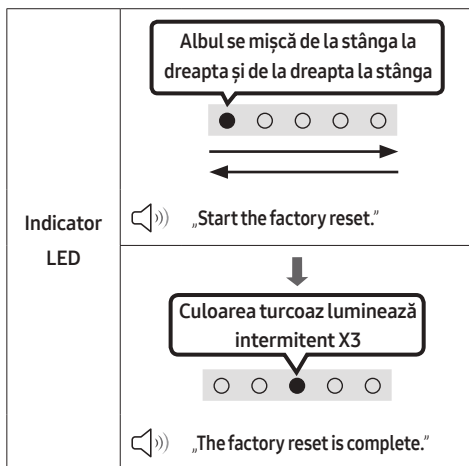 Indicator
LED
Albul se mișcă de la stânga la
dreapta și de la dreapta la stânga
„Start the factory reset.”
Culoarea turcoaz luminează
intermitent X3
„The factory reset is complete.”